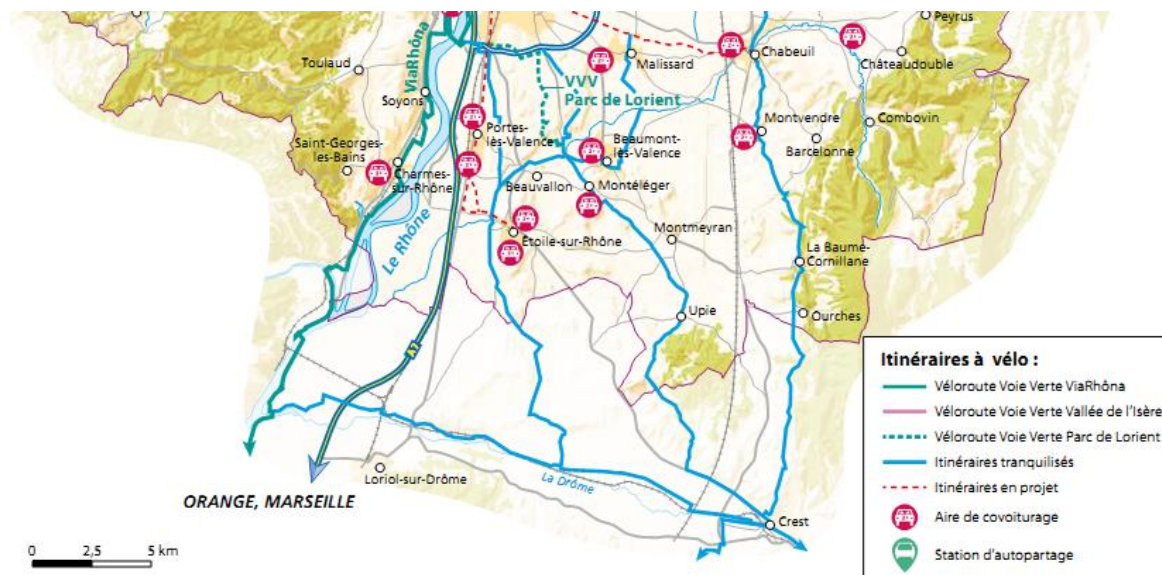 Peyrus
Toulaud
ViaRhôna
Malissard
Chabeuil
Châteaudouble
VVV
Parc de Lorient
Soyons
Combovin
Portes-
lès-Valence
Montvendre
Barcelonne
Saint-Georges-
les-Bains
Beaumont-
lès-Valence
Charmes-
sur-Rhône
Beauvallon
Montéléger
Le Rhône
Étoile-sur-Rhône
Montmeyran
La Baume-
Cornillane
Upie
Ourches
A7
Itinéraires à vélo :
Véloroute Voie Verte ViaRhôna
Véloroute Voie Verte Vallée de l'Isère
Véloroute Voie Verte Parc de Lorient
Itinéraires tranquilisés
Itinéraires en projet
Aire de covoiturage
Station d'autopartage
Loriol-sur-Drôme
La Drôme
ORANGE, MARSEILLE
Crest
0 2,5 5 km